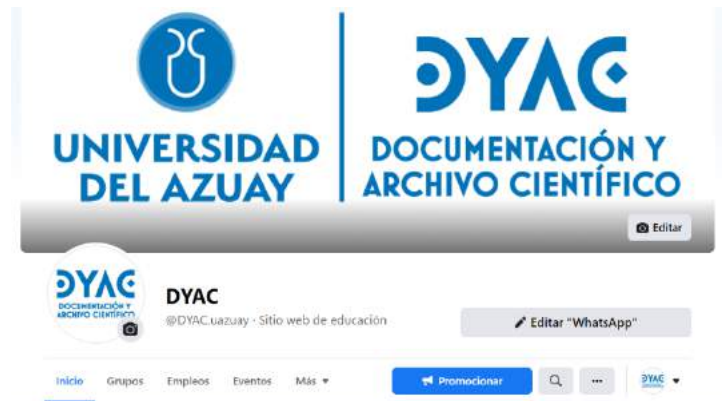 UNIVERSIDAD
DEL AZUAY
DYAC
DOCUMENTACIÓN Y
ARCHIVO CIENTÍFICO
Editar
DYAC
DOCUMENTACIÓN Y
ARCHIVO CIENTÍFICO
DYAC
@DYAC.uazuay · Sitio web de educación
Editar "WhatsApp"
Inicio Grupos Empleos Eventos Más
Promocionar
DYAC